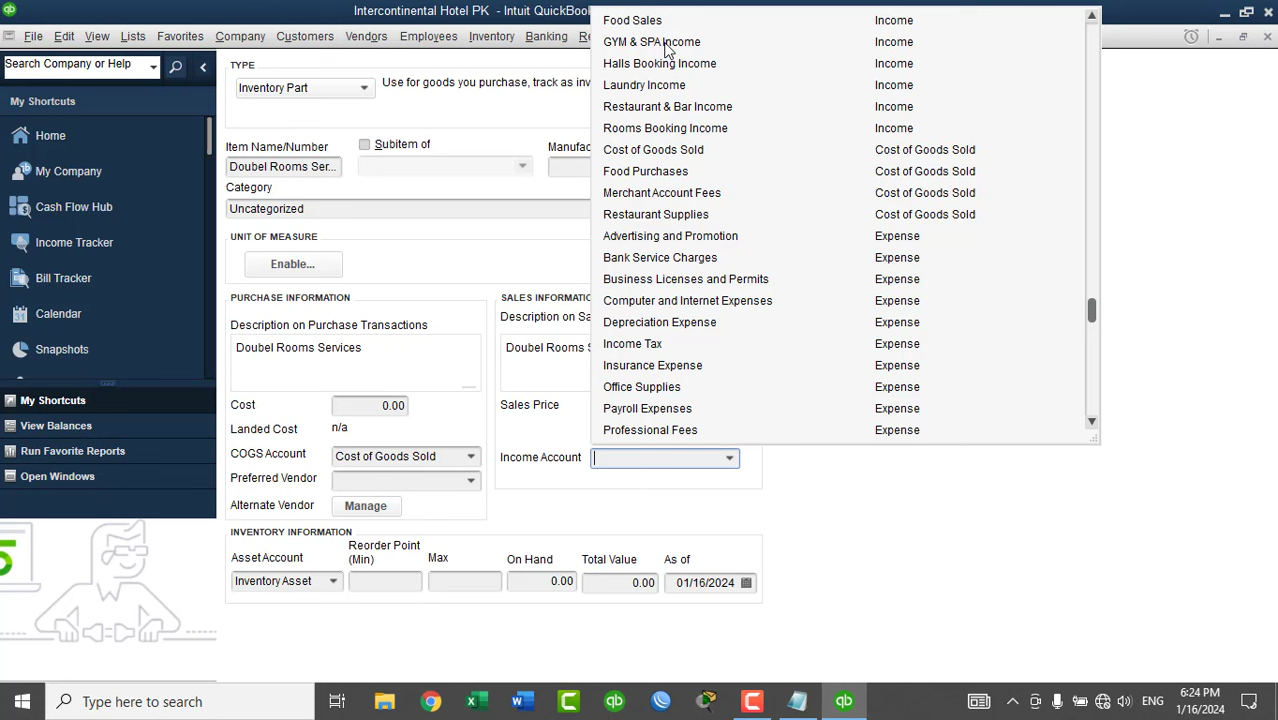 Intercontinental Hotel PK - Intuit QuickBoo
File Edit View Lists Company Customers Vendors Employees Inventory Banking Re
Search Company or Help
My Shortcuts
Home
My Company
Cash Flow Hub
Income Tracker
Bill Tracker
Calendar
Snapshots
My Shortcuts
View Balances
Run Favorite Reports
Open Windows
TYPE
Inventory Part
Use for goods you purchase, track as inv
Item Name/Number
Subitem of
Manufac
Doubel Rooms Ser...
Category
Uncategorized
UNIT OF MEASURE
Enable...
PURCHASE INFORMATION
Description on Purchase Transactions
Doubel Rooms Services
Cost 0.00
Landed Cost n/a
COGS Account Cost of Goods Sold
Preferred Vendor
Alternate Vendor Manage
SALES INFORMATION
Description on Sa
Doubel Rooms S
Sales Price
Income Account
Food Sales Income
GYM & SPA Income Income
Halls Booking Income Income
Laundry Income Income
Restaurant & Bar Income Income
Rooms Booking Income Income
Cost of Goods Sold Cost of Goods Sold
Food Purchases Cost of Goods Sold
Merchant Account Fees Cost of Goods Sold
Restaurant Supplies Cost of Goods Sold
Advertising and Promotion Expense
Bank Service Charges Expense
Business Licenses and Permits Expense
Computer and Internet Expenses Expense
Depreciation Expense Expense
Income Tax Expense
Insurance Expense Expense
Office Supplies Expense
Payroll Expenses Expense
Professional Fees Expense
INVENTORY INFORMATION
Asset Account
Reorder Point (Min)
Max
On Hand
Total Value
As of
Inventory Asset 0.00 0.00 01/16/2024
5
Type here to search
ENG
6:24 PM
1/16/2024